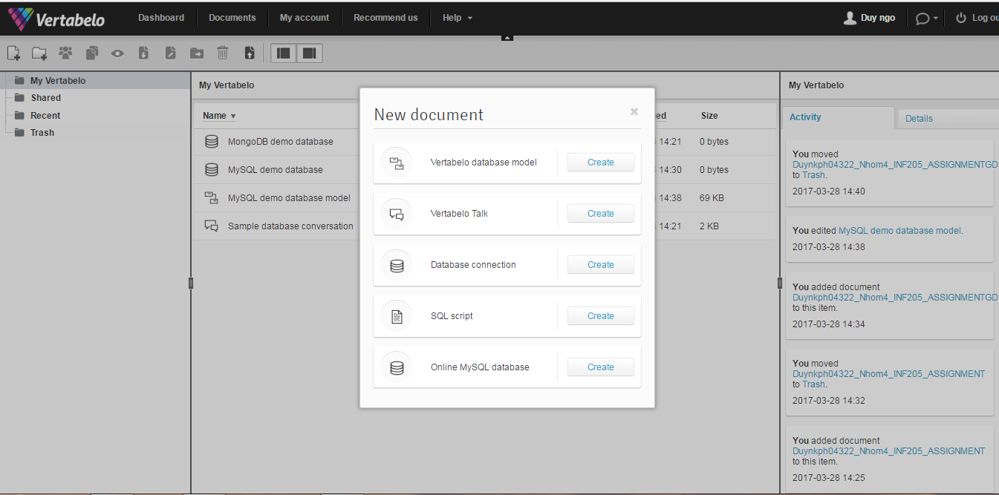 Vertabelo
Dashboard
Documents
My account
Recommend us
Help
Duy ngo
Log ou
My Vertabelo
Shared
Recent
Trash
My Vertabelo
Name
ed
Size
MongoDB demo database
14:21
0 bytes
MySQL demo database
14:30
0 bytes
MySQL demo database model
14:38
69 KB
Sample database conversation
14:21
2 KB
New document
Vertabelo database model
Create
Vertabelo Talk
Create
Database connection
Create
SQL script
Create
Online MySQL database
Create
My Vertabelo
Activity
Details
You moved
Duynkph04322_Nhom4_INF205_ASSIGNMENTGD
to Trash.
2017-03-28 14:40
You edited MySQL demo database model.
2017-03-28 14:38
You added document
Duynkph04322_Nhom4_INF205_ASSIGNMENTGD
to this item.
2017-03-28 14:34
You moved
Duynkph04322_Nhom4_INF205_ASSIGNMENT
to Trash.
2017-03-28 14:32
You added document
Duynkph04322_Nhom4_INF205_ASSIGNMENT
to this item.
2017-03-28 14:25